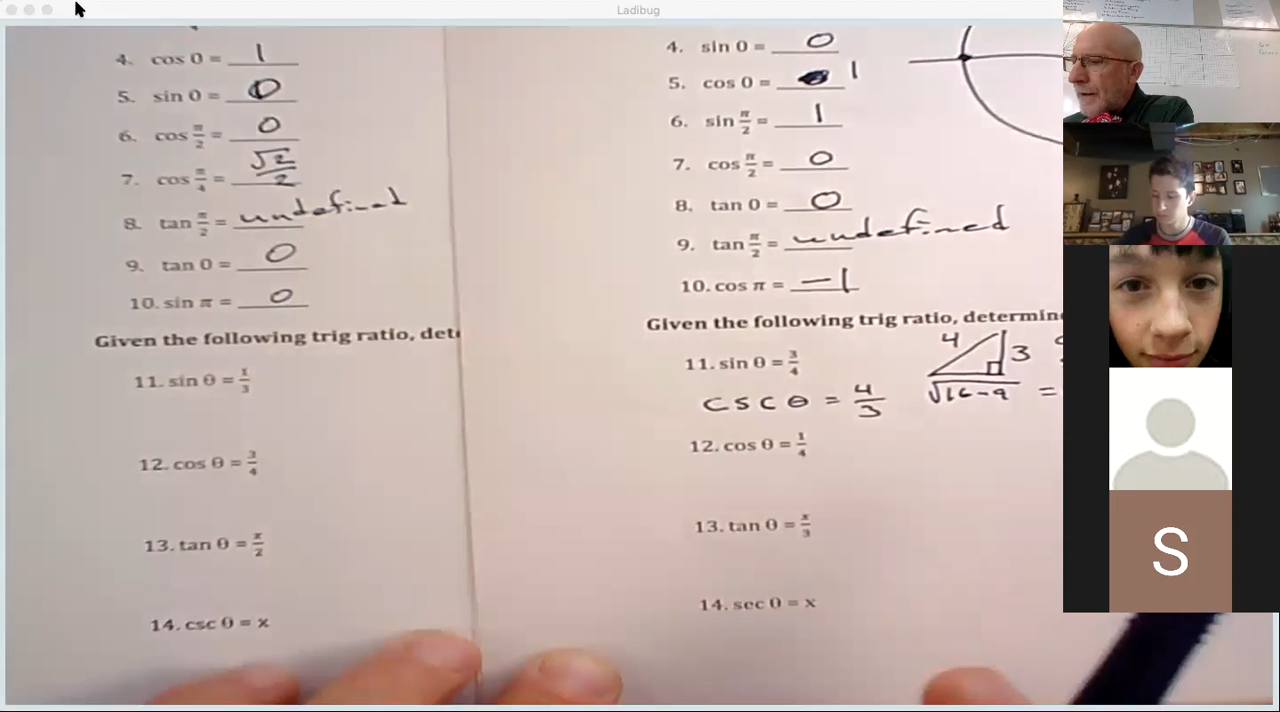 Ladibug
4. cos 0 = 1
5. sin 0 = 0
6. cos π/2 = 0
7. cos π/4 = √2/2
8. tan π/2 = undefined
9. tan 0 = 0
10. sin π = 0
Given the following trig ratio, det
11. sin θ = 1/3
12. cos θ = 3/4
13. tan θ = x/2
14. csc θ = x
4. sin 0 = 0
5. cos 0 = 1
6. sin π/2 = 1
7. cos π/2 = 0
8. tan 0 = 0
9. tan π/2 = undefined
10. cos π = -1
Given the following trig ratio, determin
11. sin θ = 3/4
csc θ = 4/3
4
3
√16-9 =
12. cos θ = 1/4
13. tan θ = x/3
14. sec θ = x
S